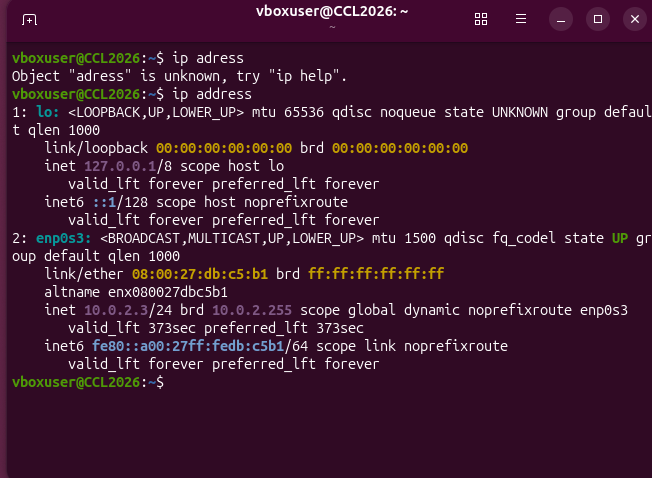 vboxuser@CCL2026: ~
~
vboxuser@CCL2026:~$ ip adress
Object "adress" is unknown, try "ip help".
vboxuser@CCL2026:~$ ip address
1: lo: <LOOPBACK,UP,LOWER_UP> mtu 65536 qdisc noqueue state UNKNOWN group defaul
t qlen 1000
    link/loopback 00:00:00:00:00:00 brd 00:00:00:00:00:00
    inet 127.0.0.1/8 scope host lo
       valid_lft forever preferred_lft forever
    inet6 ::1/128 scope host noprefixroute
       valid_lft forever preferred_lft forever
2: enp0s3: <BROADCAST,MULTICAST,UP,LOWER_UP> mtu 1500 qdisc fq_codel state UP gr
oup default qlen 1000
    link/ether 08:00:27:db:c5:b1 brd ff:ff:ff:ff:ff:ff
    altname enx080027dbc5b1
    inet 10.0.2.3/24 brd 10.0.2.255 scope global dynamic noprefixroute enp0s3
       valid_lft 373sec preferred_lft 373sec
    inet6 fe80::a00:27ff:fedb:c5b1/64 scope link noprefixroute
       valid_lft forever preferred_lft forever
vboxuser@CCL2026:~$